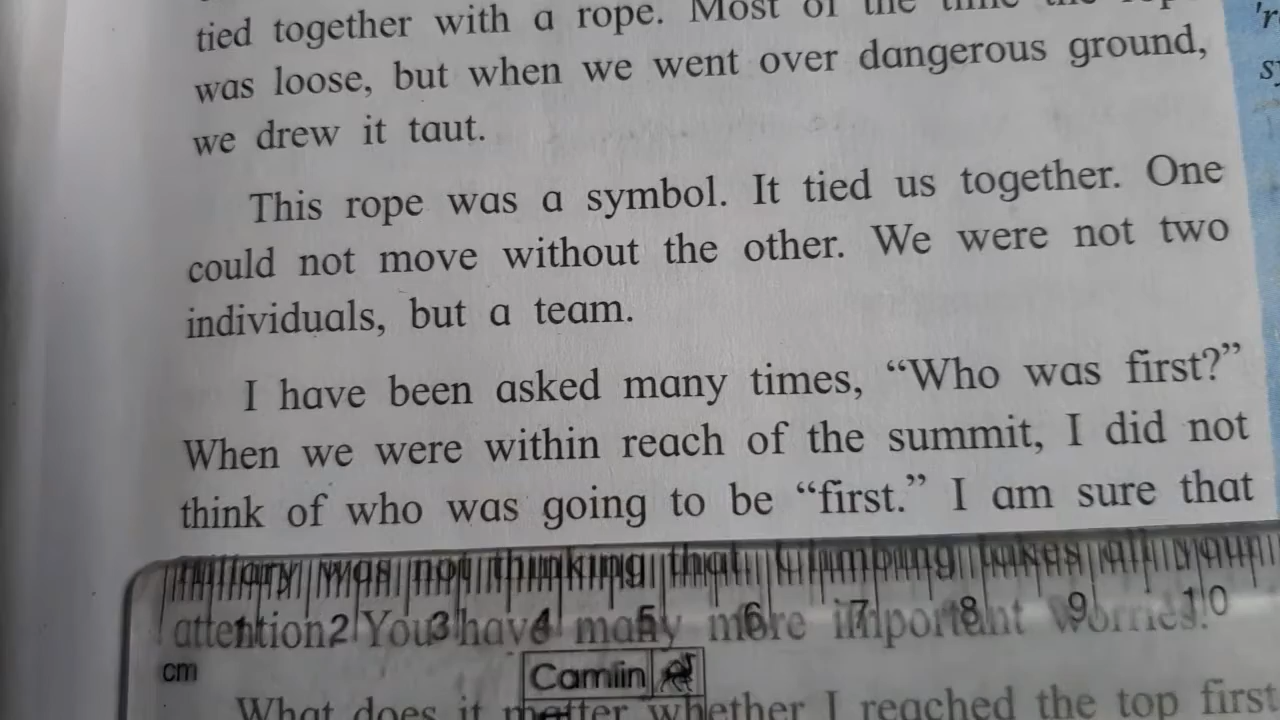 tied together with a rope. Most of the time the
was loose, but when we went over dangerous ground,
we drew it taut.
This rope was a symbol. It tied us together. One
could not move without the other. We were not two
individuals, but a team.
I have been asked many times, “Who was first?”
When we were within reach of the summit, I did not
think of who was going to be “first.” I am sure that
Hillary was not thinking that. Climbing takes all your
attention. You have many more important worries.
1 2 3 4 5 6 7 8 9 10
cm
Camlin
What does it matter whether I reached the top first